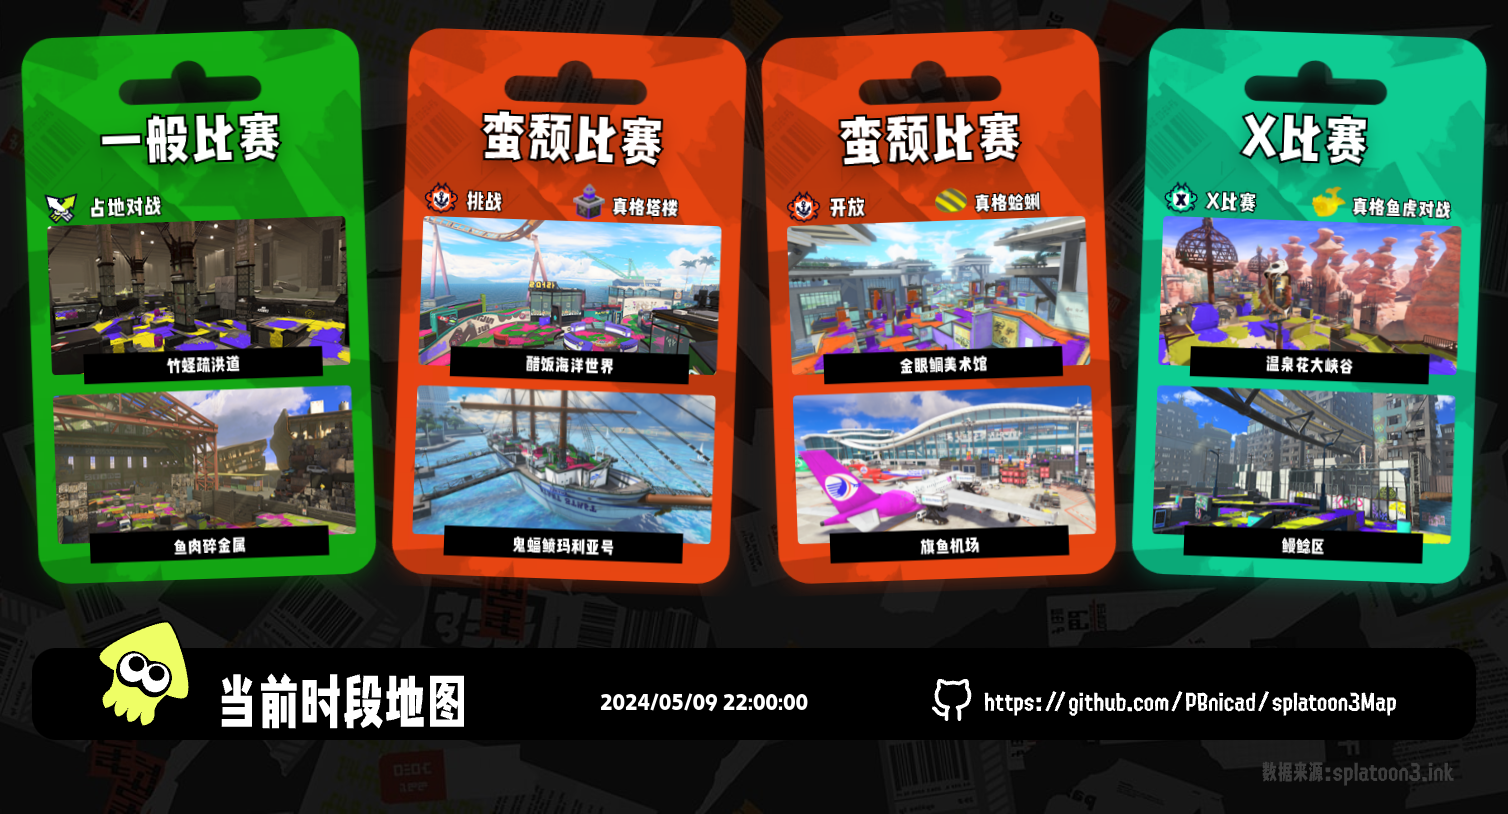 一般比赛
占地对战
竹蛏疏洪道
鱼肉碎金属
蛮颓比赛
挑战
真格塔楼
醋饭海洋世界
鬼蝠鲼玛利亚号
蛮颓比赛
开放
真格蛤蜊
金眼鲷美术馆
旗鱼机场
X比赛
X比赛
真格鱼虎对战
温泉花大峡谷
鳗鲶区
当前时段地图
2024/05/09 22:00:00
https://github.com/PBnicad/splatoon3Map
数据来源:splatoon3.ink